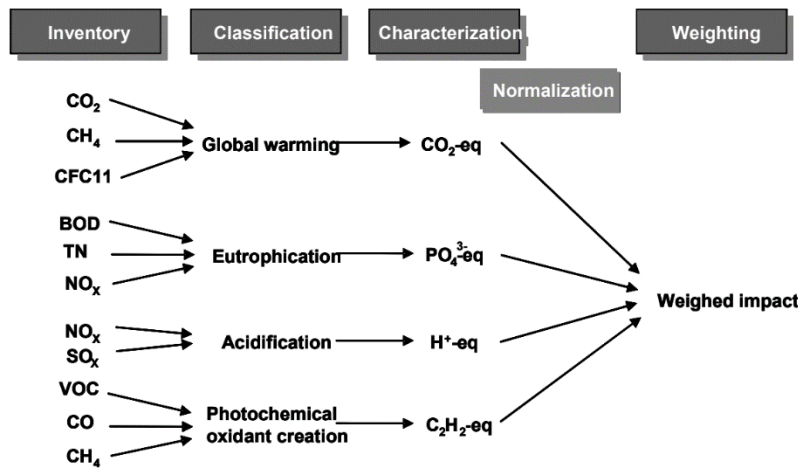 Inventory
Classification
Characterization
Weighting
Normalization
CO₂
CH₄
CFC11
Global warming
CO₂-eq
BOD
TN
NOₓ
Eutrophication
PO₄³⁻-eq
NOₓ
SOₓ
Acidification
H⁺-eq
VOC
CO
CH₄
Photochemical
oxidant creation
C₂H₂-eq
Weighed impact